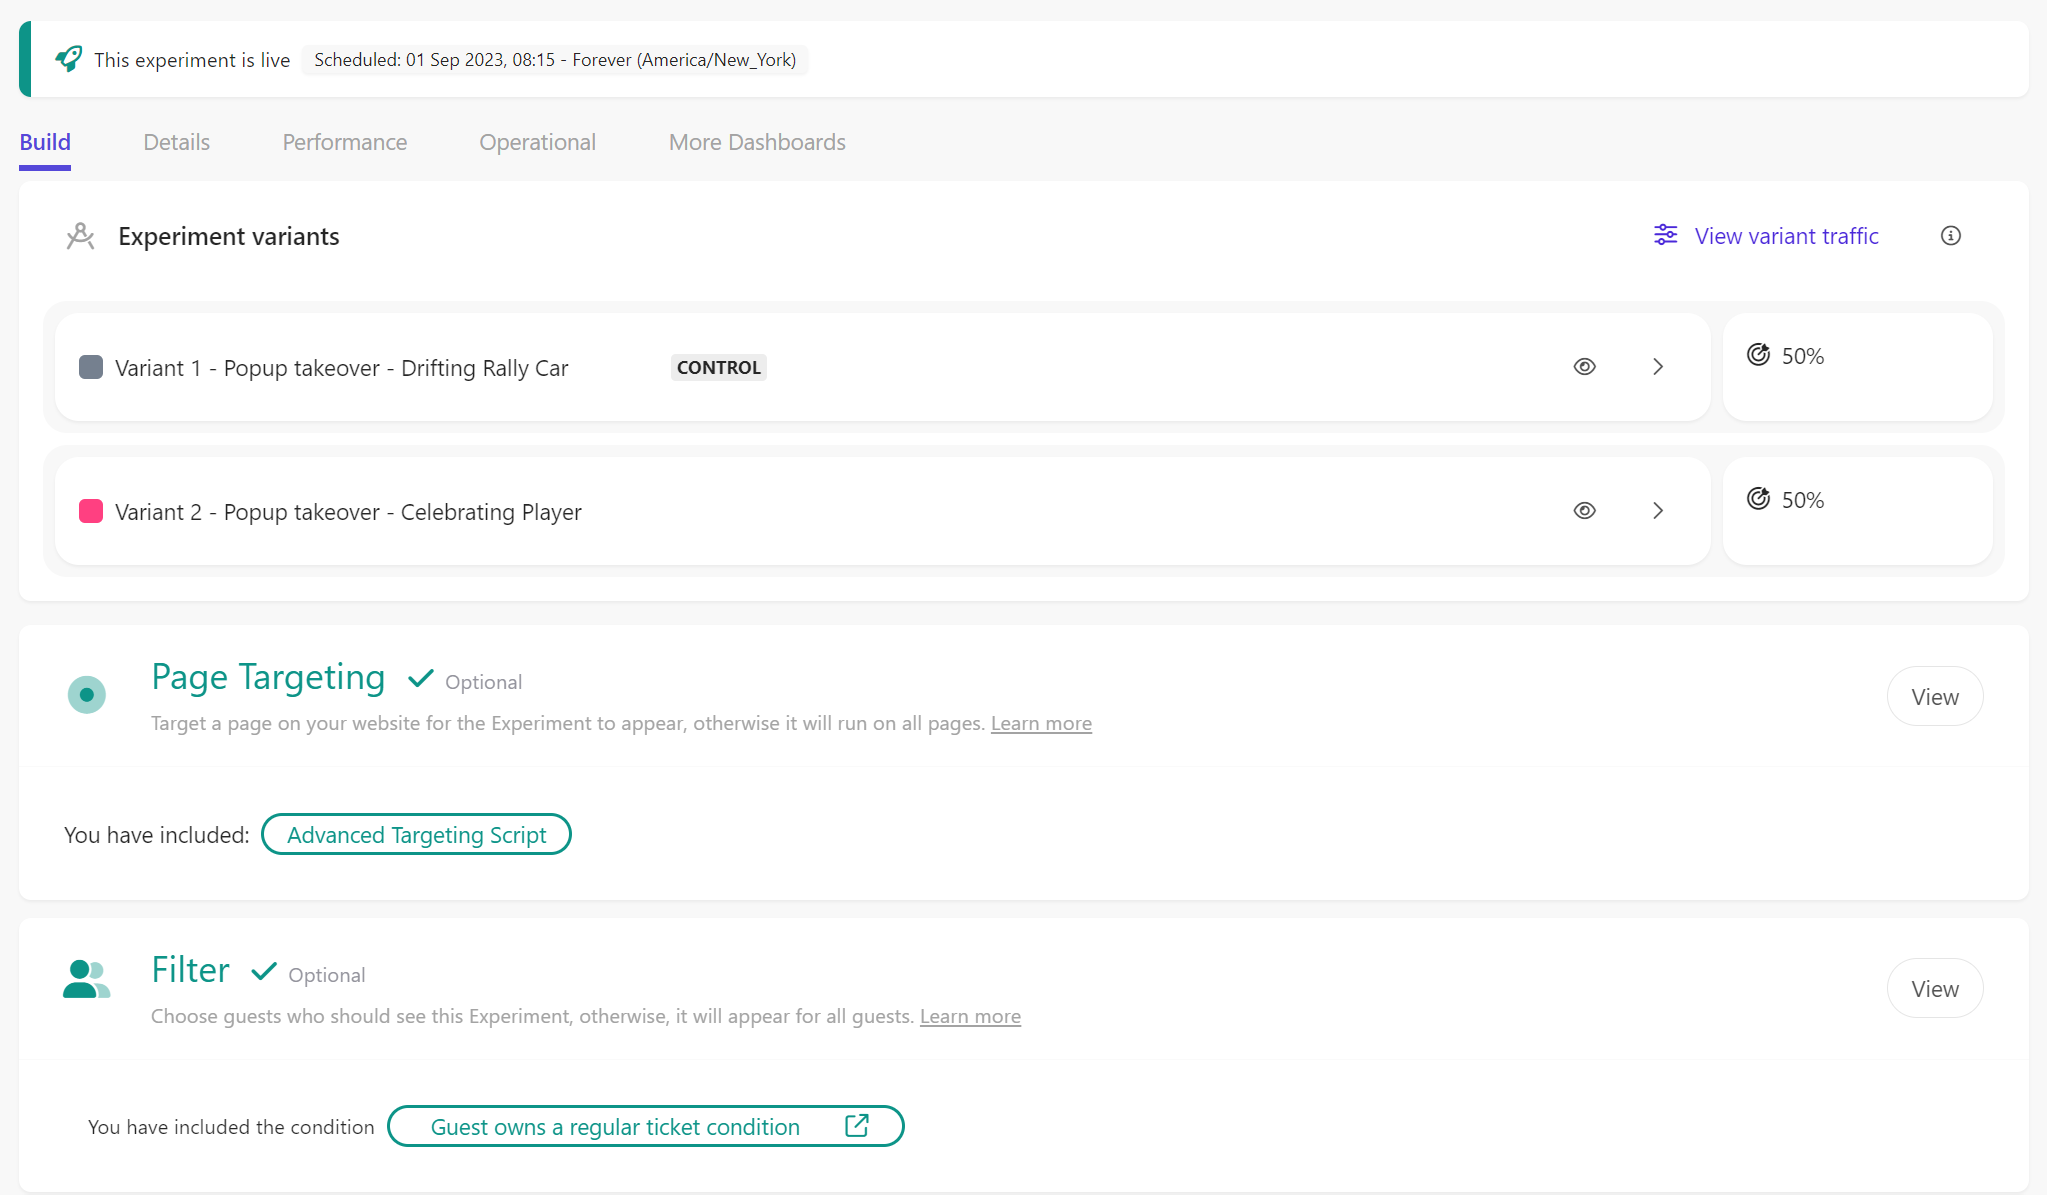 This experiment is live Scheduled: 01 Sep 2023, 08:15 - Forever (America/New_York)
Build Details Performance Operational More Dashboards
Experiment variants View variant traffic
Variant 1 - Popup takeover - Drifting Rally Car CONTROL 50%
Variant 2 - Popup takeover - Celebrating Player 50%
Page Targeting Optional
View
Target a page on your website for the Experiment to appear, otherwise it will run on all pages. Learn more
You have included: Advanced Targeting Script
Filter Optional
View
Choose guests who should see this Experiment, otherwise, it will appear for all guests. Learn more
You have included the condition Guest owns a regular ticket condition